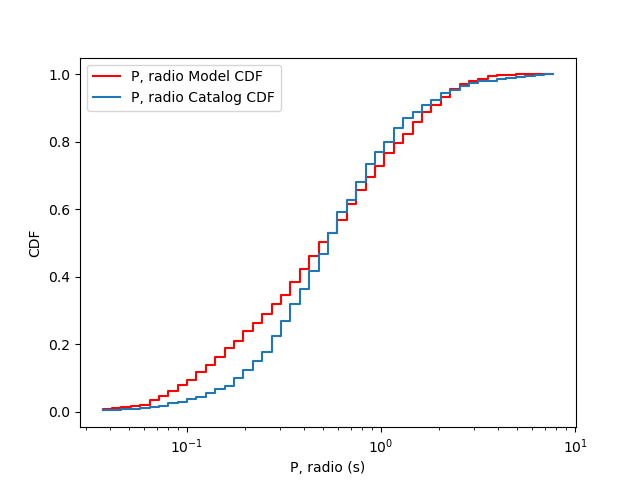 P, radio Model CDF
P, radio Catalog CDF
1.0
0.8
0.6
0.4
0.2
0.0
CDF
10⁻¹
10⁰
10¹
P, radio (s)